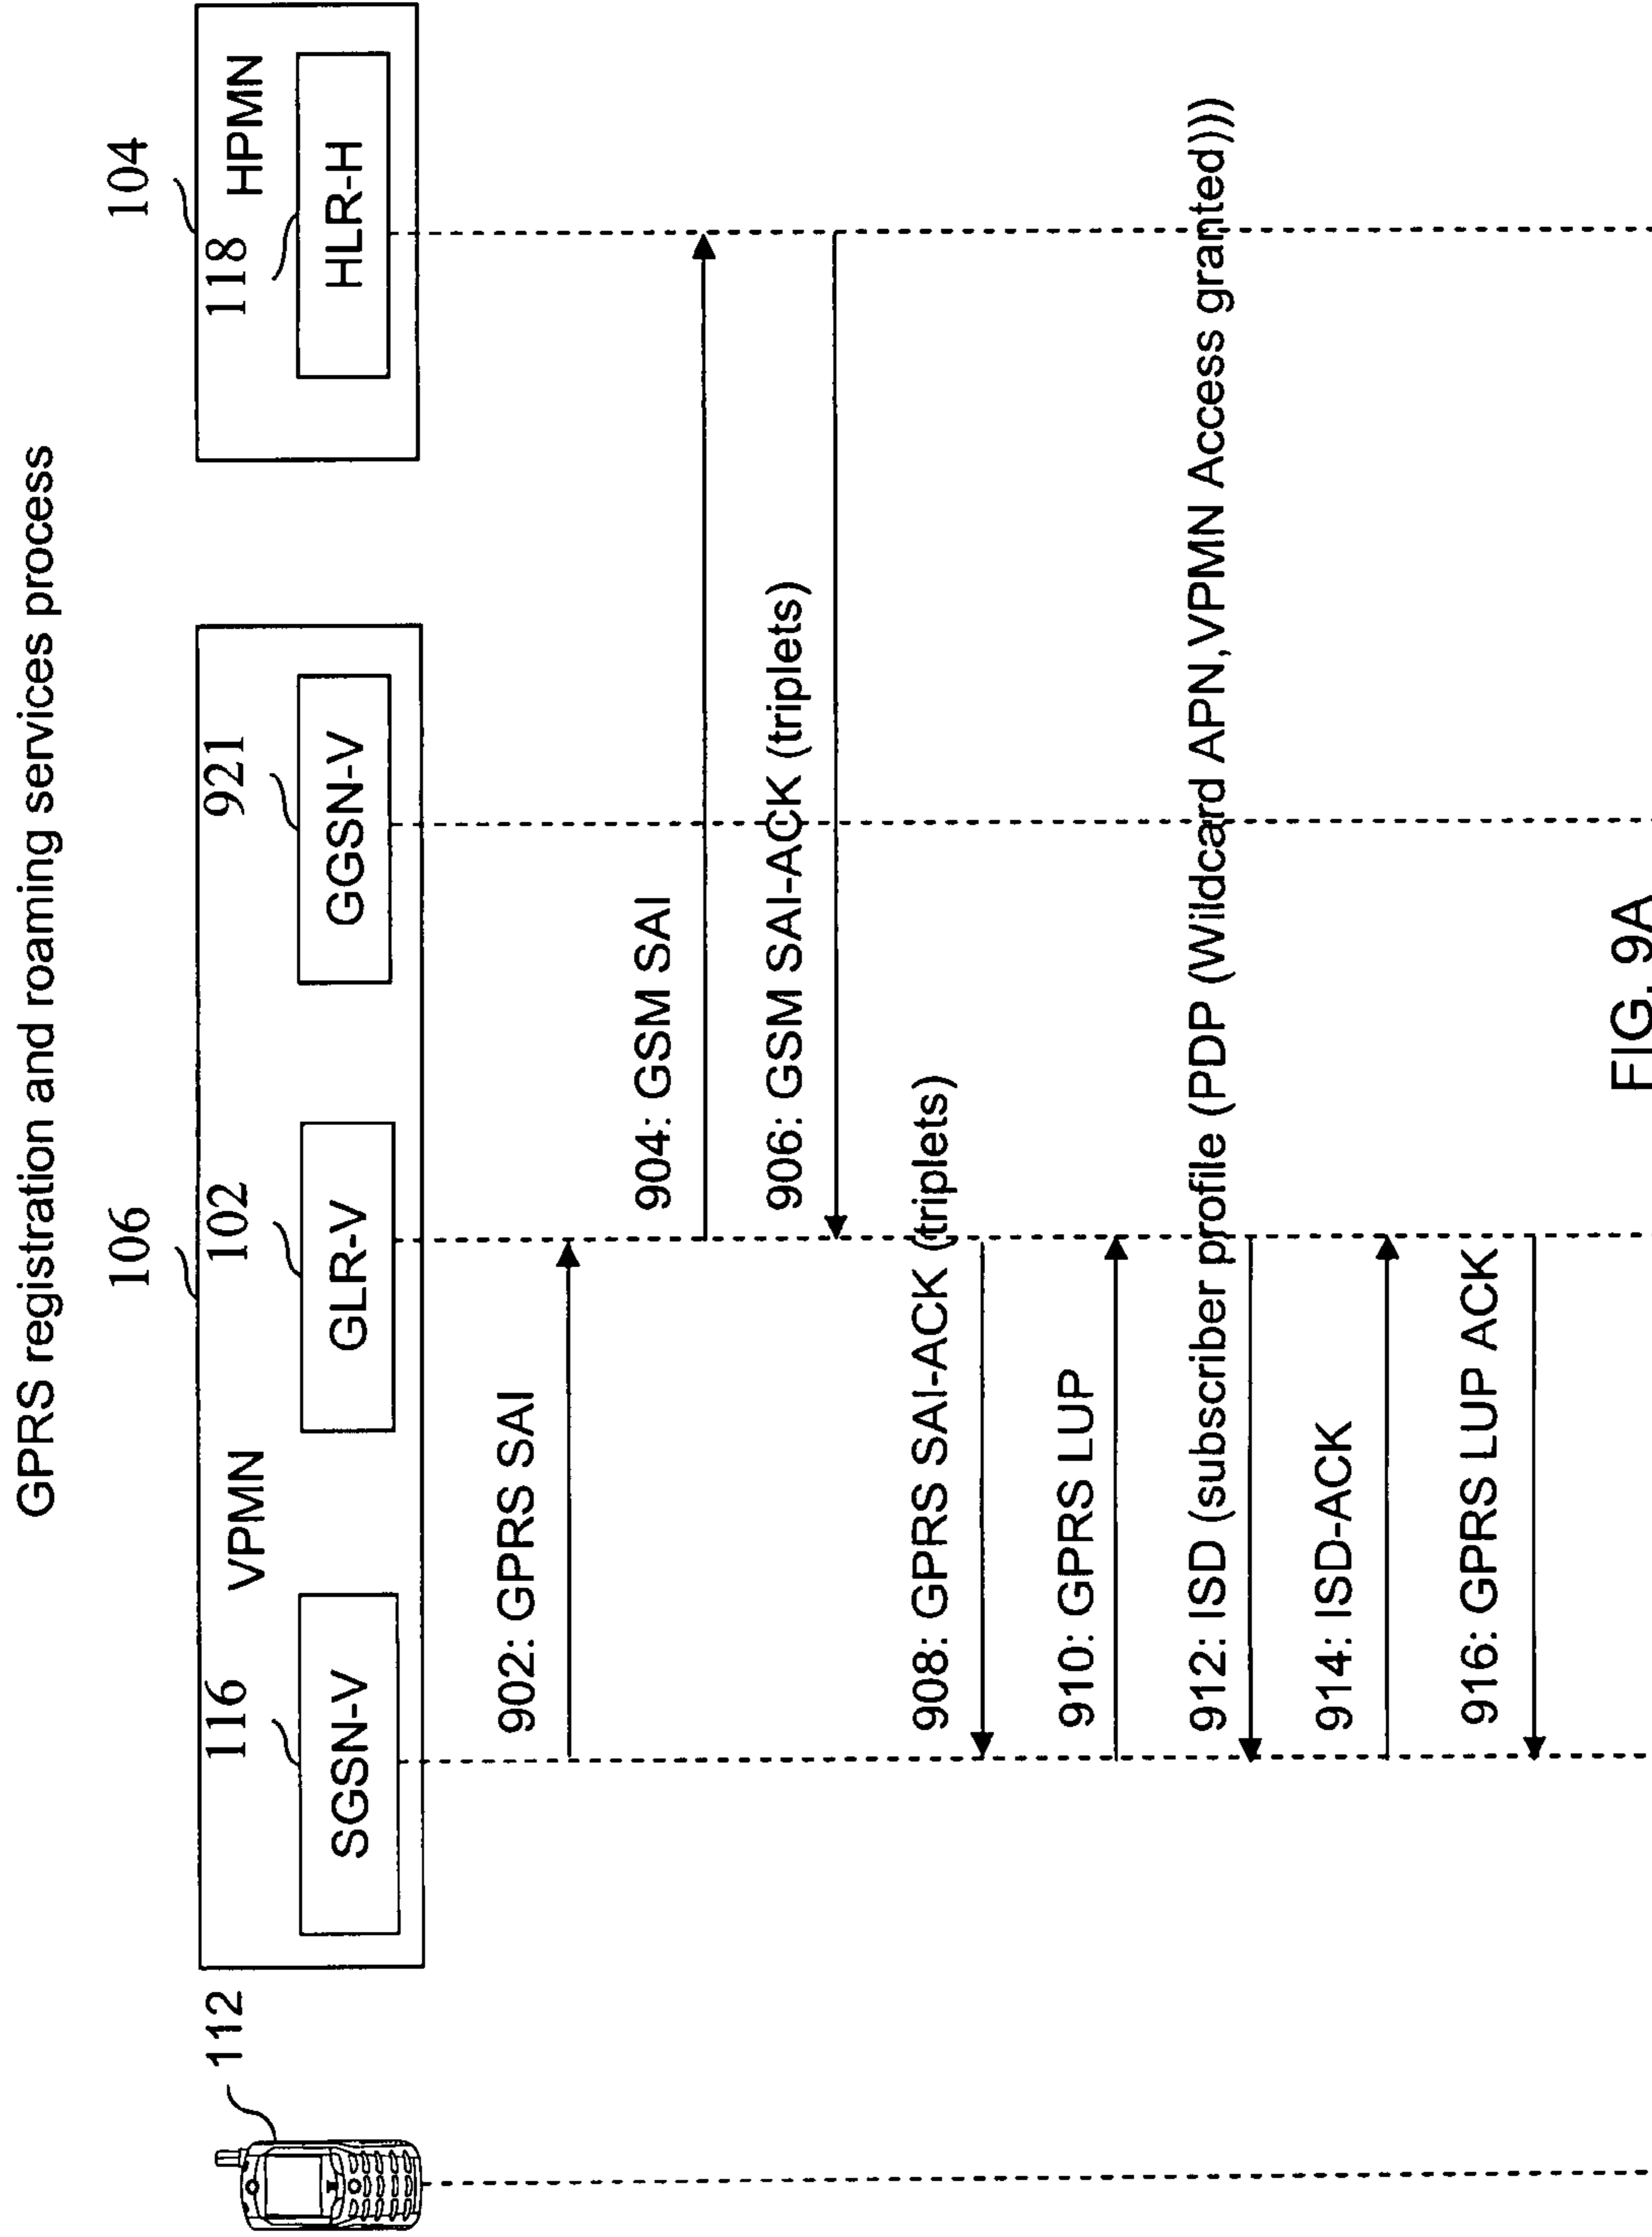 GPRS registration and roaming services process
106
104
112
116
VPMN
102
921
118
HPMN
SGSN-V
GLR-V
GGSN-V
HLR-H
902: GPRS SAI
904: GSM SAI
906: GSM SAI-ACK (triplets)
908: GPRS SAI-ACK (triplets)
910: GPRS LUP
912: ISD (subscriber profile (PDP (Wildcard APN,VPMN Access granted)))
914: ISD-ACK
916: GPRS LUP ACK
FIG. 9A